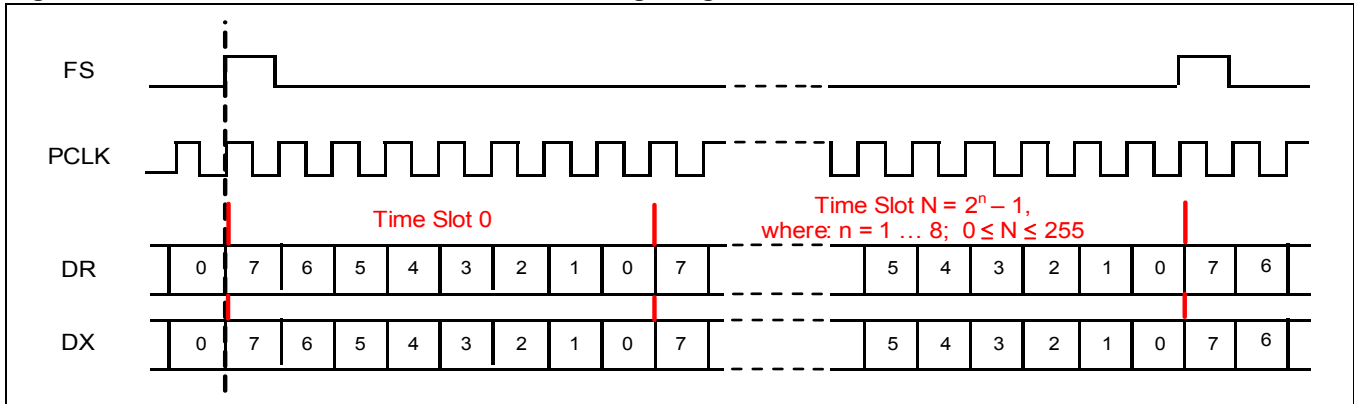 FS
PCLK
Time Slot 0
Time Slot N = 2ⁿ – 1,
where: n = 1 … 8; 0 ≤ N ≤ 255
DR 0 7 6 5 4 3 2 1 0 7 5 4 3 2 1 0 7 6
DX 0 7 6 5 4 3 2 1 0 7 5 4 3 2 1 0 7 6